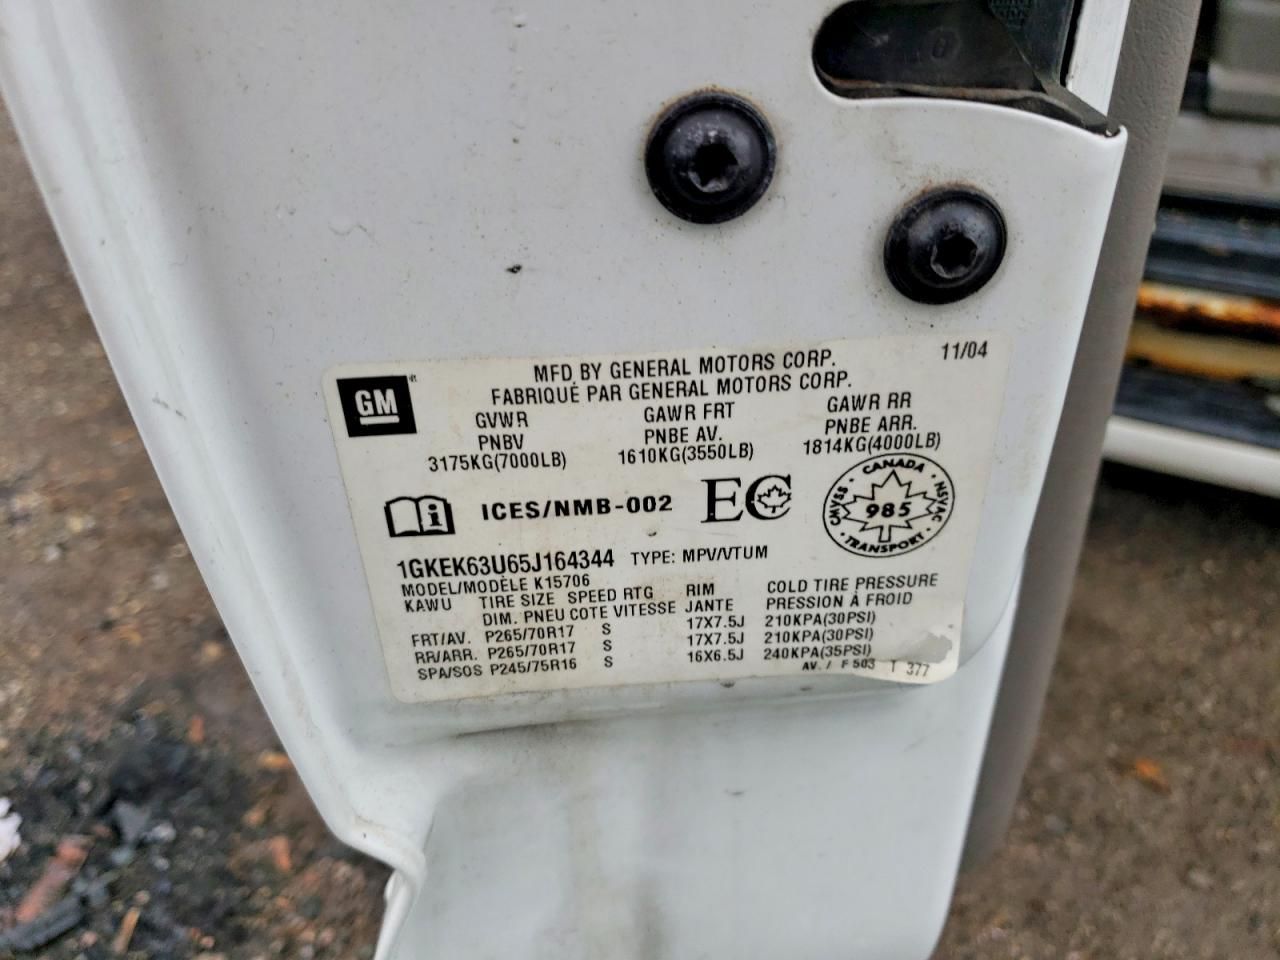 GM
MFD BY GENERAL MOTORS CORP. 11/04
FABRIQUÉ PAR GENERAL MOTORS CORP.
GVWR GAWR FRT GAWR RR
PNBV PNBE AV. PNBE ARR.
3175KG(7000LB) 1610KG(3550LB) 1814KG(4000LB)
i ICES/NMB-002 EC
CANADA
CMVSS 985 NSVAC
TRANSPORT
1GKEK63U65J164344 TYPE: MPV/VTUM
MODEL/MODÈLE K15706
KAWU TIRE SIZE SPEED RTG RIM COLD TIRE PRESSURE
DIM. PNEU COTE VITESSE JANTE PRESSION À FROID
FRT/AV. P265/70R17 S 17X7.5J 210KPA(30PSI)
RR/ARR. P265/70R17 S 17X7.5J 210KPA(30PSI)
SPA/SOS P245/75R16 S 16X6.5J 240KPA(35PSI)
AV. / F 503 T 377